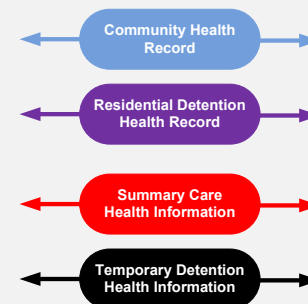 Community Health
Record
Residential Detention
Health Record
Summary Care
Health Information
Temporary Detention
Health Information